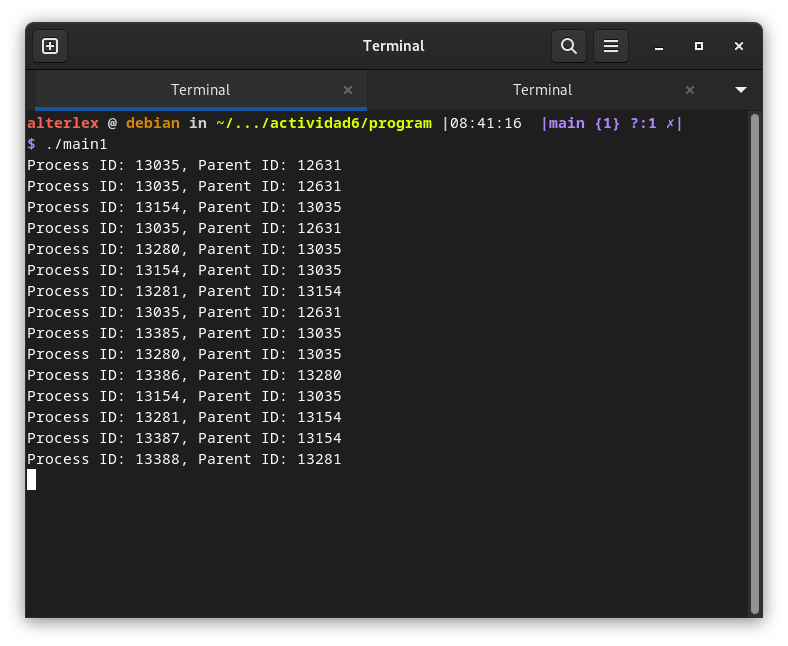 Terminal
Terminal Terminal
alterlex @ debian in ~/.../actividad6/program |08:41:16  |main {1} ?:1 ✗|
$ ./main1
Process ID: 13035, Parent ID: 12631
Process ID: 13035, Parent ID: 12631
Process ID: 13154, Parent ID: 13035
Process ID: 13035, Parent ID: 12631
Process ID: 13280, Parent ID: 13035
Process ID: 13154, Parent ID: 13035
Process ID: 13281, Parent ID: 13154
Process ID: 13035, Parent ID: 12631
Process ID: 13385, Parent ID: 13035
Process ID: 13280, Parent ID: 13035
Process ID: 13386, Parent ID: 13280
Process ID: 13154, Parent ID: 13035
Process ID: 13281, Parent ID: 13154
Process ID: 13387, Parent ID: 13154
Process ID: 13388, Parent ID: 13281